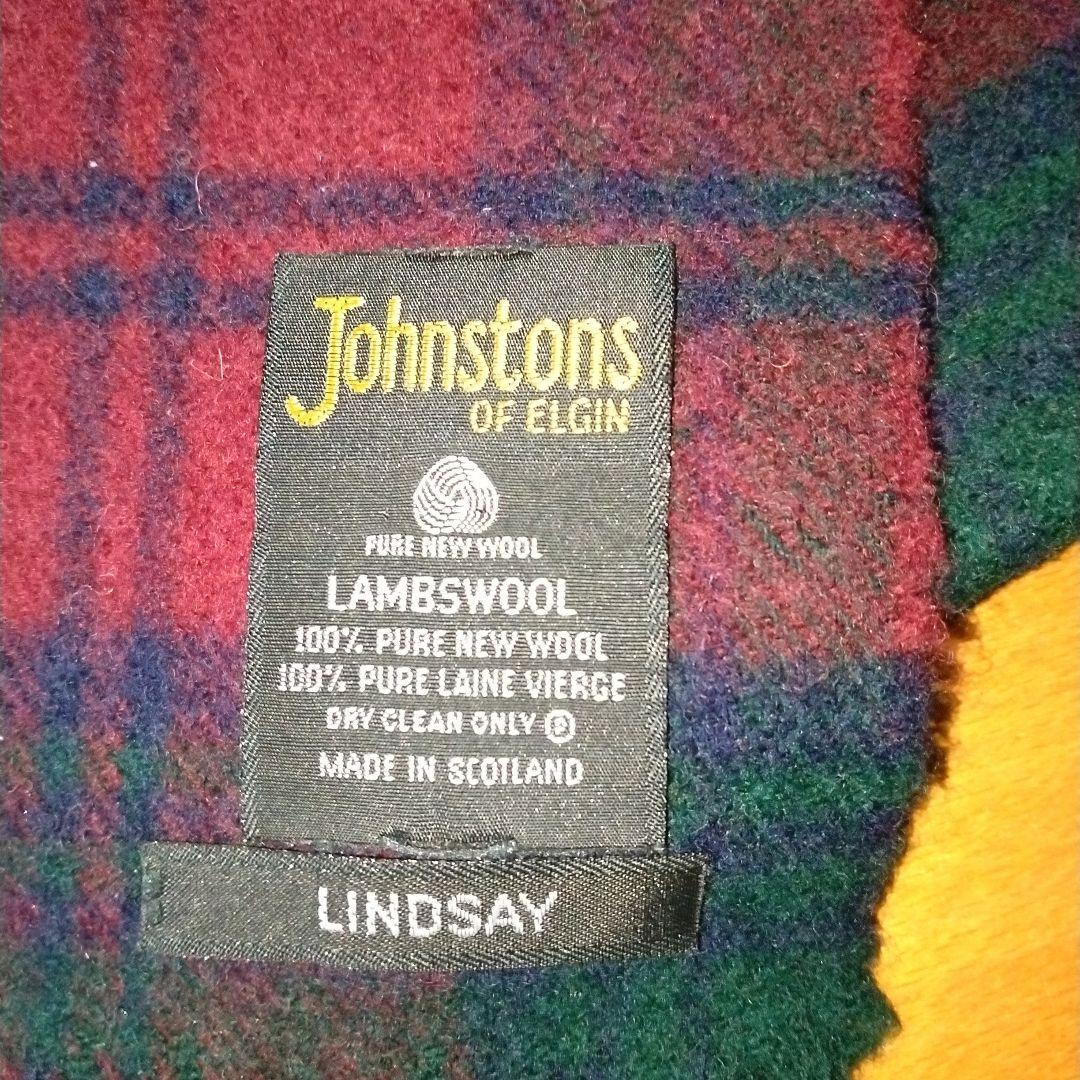 Johnstons
OF ELGIN
PURE NEW WOOL
LAMBSWOOL
100% PURE NEW WOOL
100% PURE LAINE VIERGE
DRY CLEAN ONLY Ⓟ
MADE IN SCOTLAND
LINDSAY